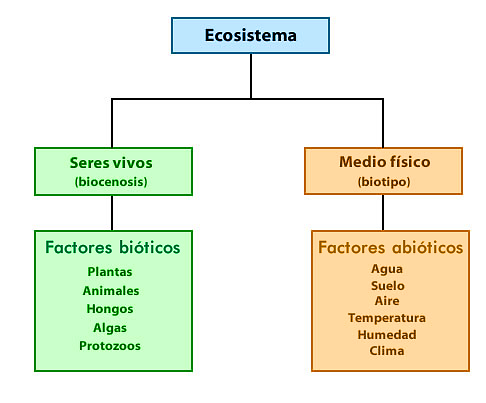 Ecosistema
Seres vivos
(biocenosis)
Medio físico
(biotipo)
Factores bióticos
Plantas
Animales
Hongos
Algas
Protozoos
Factores abióticos
Agua
Suelo
Aire
Temperatura
Humedad
Clima